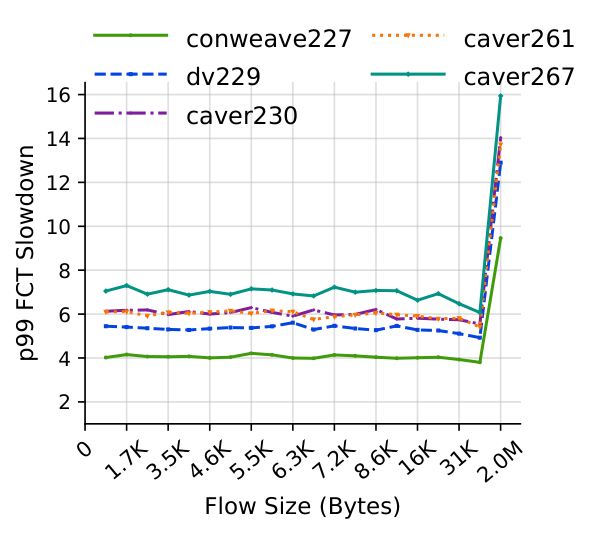 conweave227
dv229
caver230
caver261
caver267
p99 FCT Slowdown
16
14
12
10
8
6
4
2
0 1.7K 3.5K 4.6K 5.5K 6.3K 7.2K 8.6K 16K 31K 2.0M
Flow Size (Bytes)